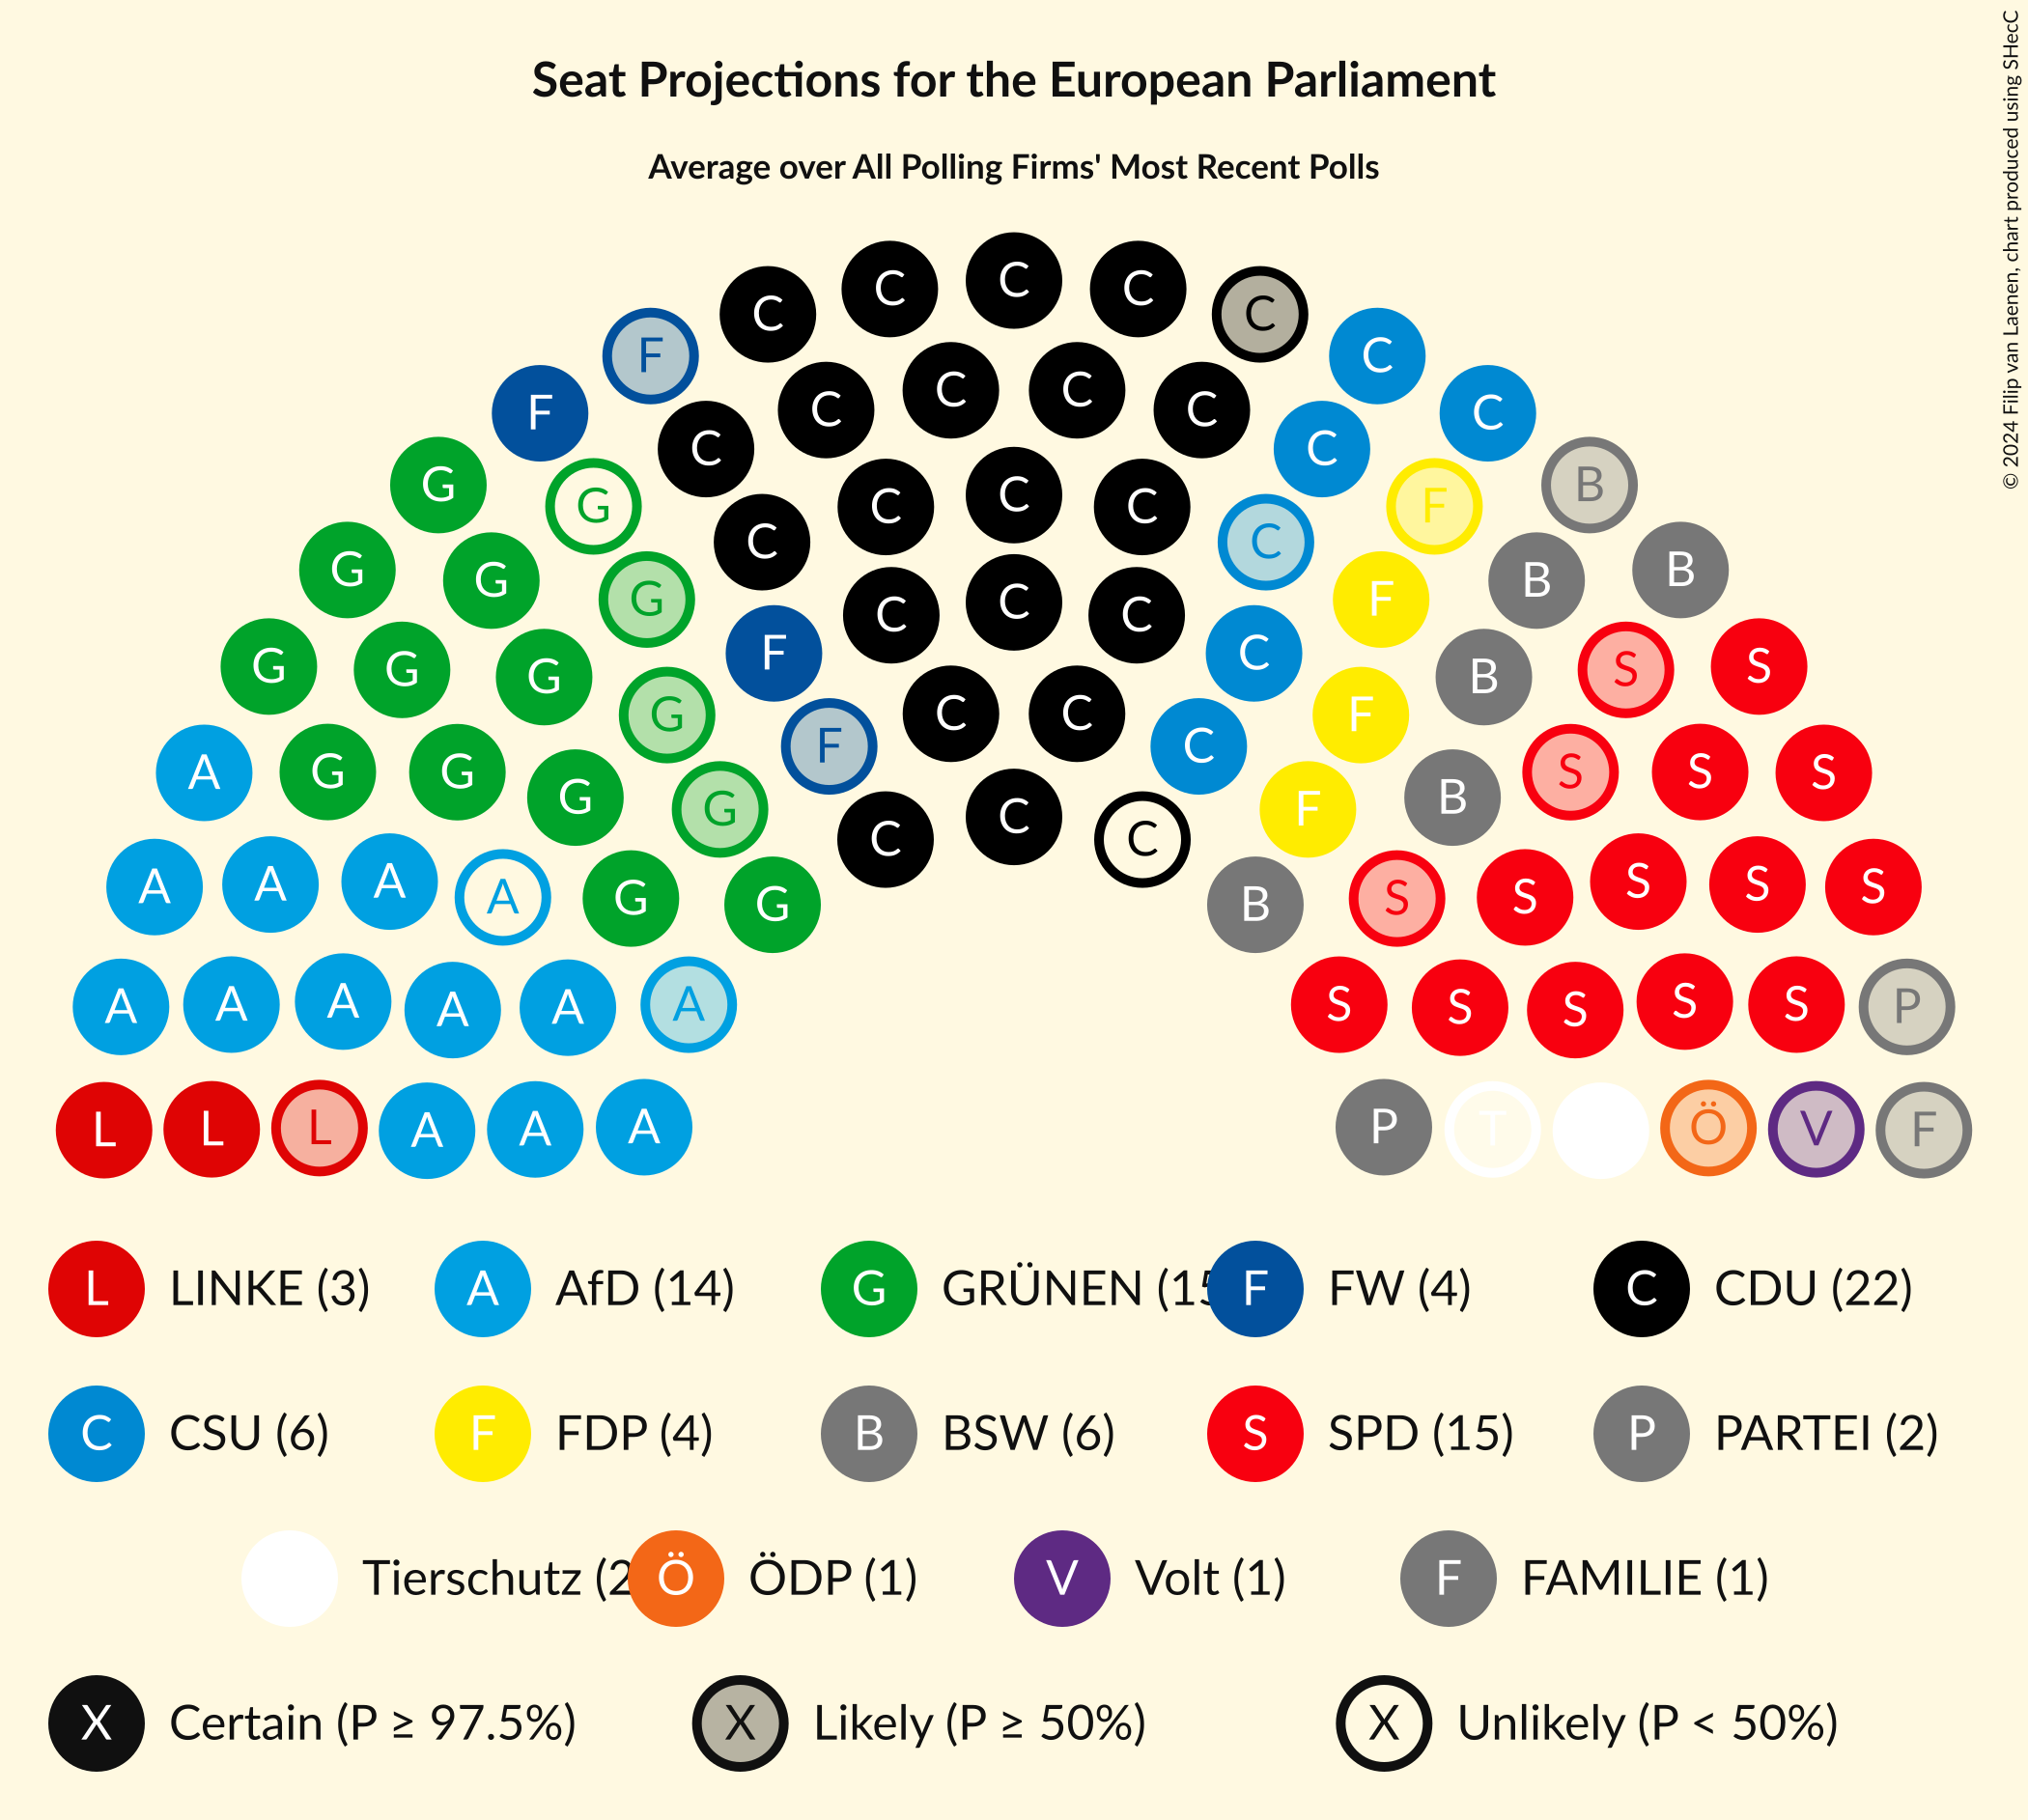 Seat Projections for the European Parliament
Average over All Polling Firms' Most Recent Polls
© 2024 Filip van Laenen, chart produced using SHecC
C C C C C
F C
F C C C C C C
G G C C C C F B
G G G C C B B
G G G F C C C C F B S S
G F C C C F
A G G G G C F B S S S
C C C
A A A A G G B S S S S S
A A A A A A S S S S S P
L L L A A A P T Ö V F
L LINKE (3) A AfD (14) G GRÜNEN (15 F FW (4) C CDU (22)
C CSU (6) F FDP (4) B BSW (6) S SPD (15) P PARTEI (2)
Tierschutz (2 Ö ÖDP (1) V Volt (1) F FAMILIE (1)
X Certain (P ≥ 97.5%) X Likely (P ≥ 50%) X Unlikely (P < 50%)